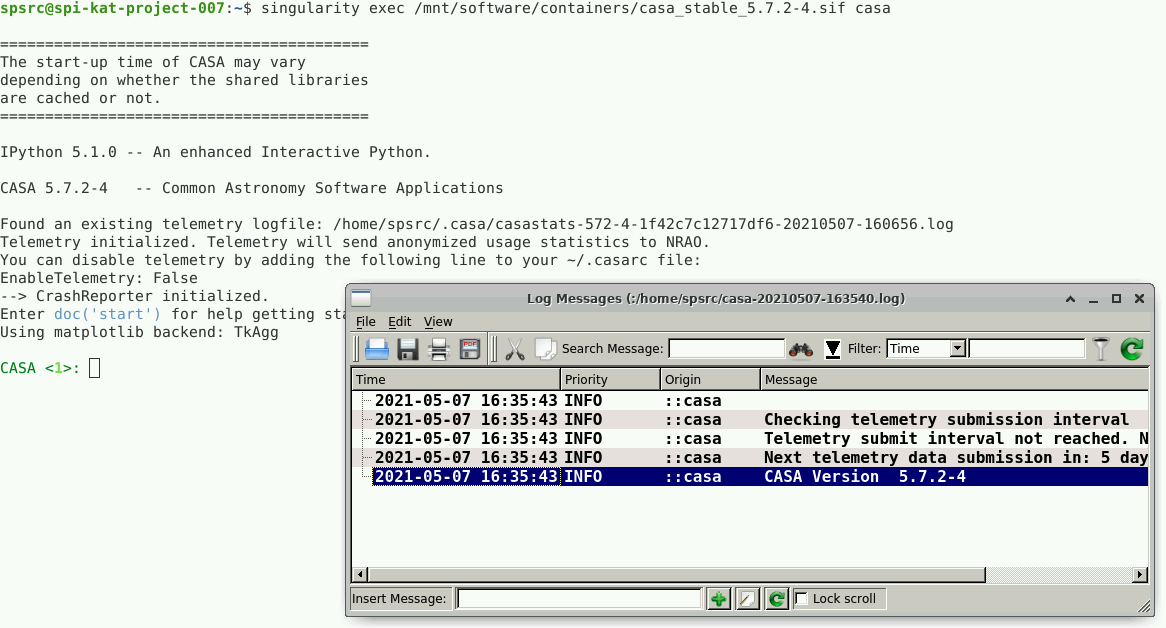 spsrc@spi-kat-project-007:~$ singularity exec /mnt/software/containers/casa_stable_5.7.2-4.sif casa
=========================================
The start-up time of CASA may vary
depending on whether the shared libraries
are cached or not.
=========================================
IPython 5.1.0 -- An enhanced Interactive Python.
CASA 5.7.2-4   -- Common Astronomy Software Applications
Found an existing telemetry logfile: /home/spsrc/.casa/casastats-572-4-1f42c7c12717df6-20210507-160656.log
Telemetry initialized. Telemetry will send anonymized usage statistics to NRAO.
You can disable telemetry by adding the following line to your ~/.casarc file:
EnableTelemetry: False
--> CrashReporter initialized.
Enter doc('start') for help getting sta
Using matplotlib backend: TkAgg
CASA <1>:
Log Messages (:/home/spsrc/casa-20210507-163540.log)
File Edit View
PDF Search Message: Filter: Time
Time Priority Origin Message
2021-05-07 16:35:43 INFO ::casa
2021-05-07 16:35:43 INFO ::casa Checking telemetry submission interval
2021-05-07 16:35:43 INFO ::casa Telemetry submit interval not reached. N
2021-05-07 16:35:43 INFO ::casa Next telemetry data submission in: 5 day
2021-05-07 16:35:43 INFO ::casa CASA Version  5.7.2-4
Insert Message: Lock scroll